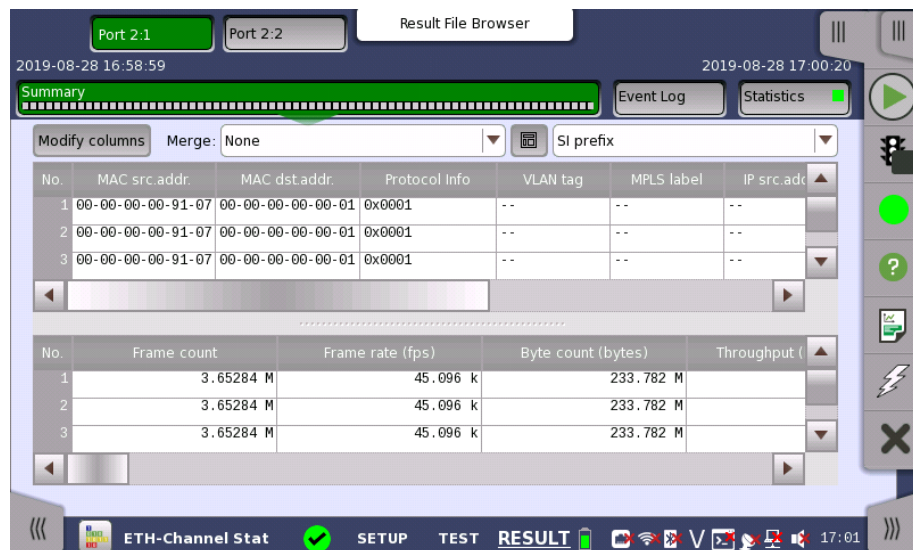 Port 2:1 Port 2:2 Result File Browser
2019-08-28 16:58:59 2019-08-28 17:00:20
Summary Event Log Statistics
Modify columns Merge: None SI prefix
No. MAC src.addr. MAC dst.addr. Protocol Info VLAN tag MPLS label IP src.add
1 00-00-00-00-91-07 00-00-00-00-00-01 0x0001 -- -- --
2 00-00-00-00-91-07 00-00-00-00-00-01 0x0001 -- -- --
3 00-00-00-00-91-07 00-00-00-00-00-01 0x0001 -- -- --
No. Frame count Frame rate (fps) Byte count (bytes) Throughput (
1 3.65284 M 45.096 k 233.782 M
2 3.65284 M 45.096 k 233.782 M
3 3.65284 M 45.096 k 233.782 M
ETH-Channel Stat SETUP TEST RESULT V 17:01